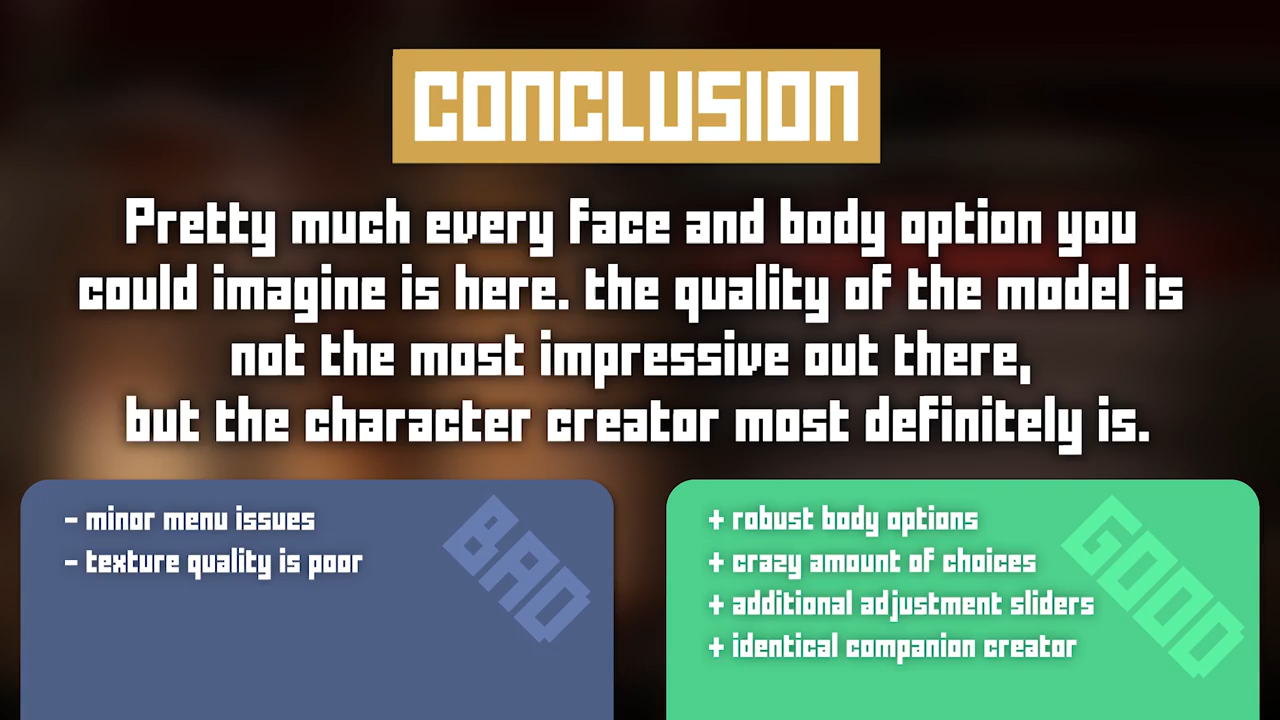 CONCLUSION
Pretty much every face and body option you
could imagine is here. the quality of the model is
not the most impressive out there,
but the character creator most definitely is.
BAD
- minor menu issues
- texture quality is poor
GOOD
+ robust body options
+ crazy amount of choices
+ additional adjustment sliders
+ identical companion creator